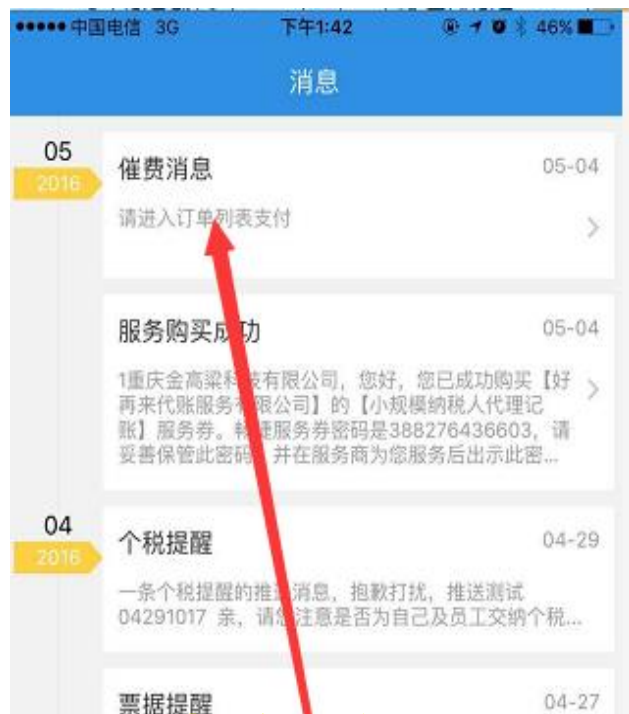 中国电信 3G 下午1:42 46%
消息
05
2016
催费消息 05-04
请进入订单列表支付
服务购买成功 05-04
1重庆金高粱科技有限公司，您好，您已成功购买【好
再来代账服务有限公司】的【小规模纳税人代理记
账】服务券。 服务券密码是388276436603，请
妥善保管此密码，并在服务商为您服务后出示此密...
04
2016
个税提醒 04-29
一条个税提醒的推送消息，抱歉打扰，推送测试
04291017 亲，请您注意是否为自己及员工交纳个税...
票据提醒 04-27